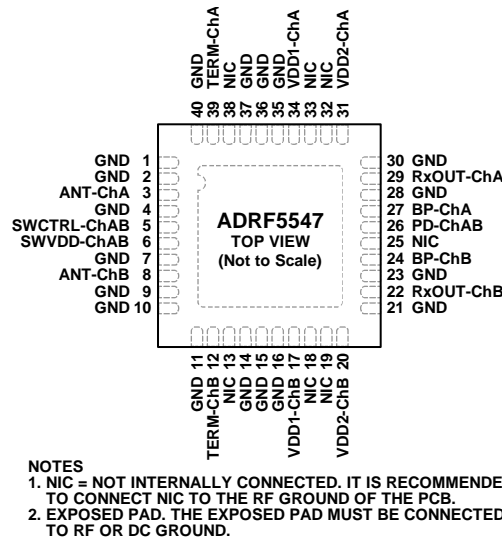 40 GND
39 TERM-ChA
38 NIC
37 GND
36 GND
35 GND
34 VDD1-ChA
33 NIC
32 NIC
31 VDD2-ChA
GND 1
GND 2
ANT-ChA 3
GND 4
SWCTRL-ChAB 5
SWVDD-ChAB 6
GND 7
ANT-ChB 8
GND 9
GND 10
ADRF5547
TOP VIEW
(Not to Scale)
30 GND
29 RxOUT-ChA
28 GND
27 BP-ChA
26 PD-ChAB
25 NIC
24 BP-ChB
23 GND
22 RxOUT-ChB
21 GND
GND 11
TERM-ChB 12
NIC 13
GND 14
GND 15
GND 16
VDD1-ChB 17
NIC 18
NIC 19
VDD2-ChB 20
NOTES
1. NIC = NOT INTERNALLY CONNECTED. IT IS RECOMMENDE
TO CONNECT NIC TO THE RF GROUND OF THE PCB.
2. EXPOSED PAD. THE EXPOSED PAD MUST BE CONNECTED
TO RF OR DC GROUND.